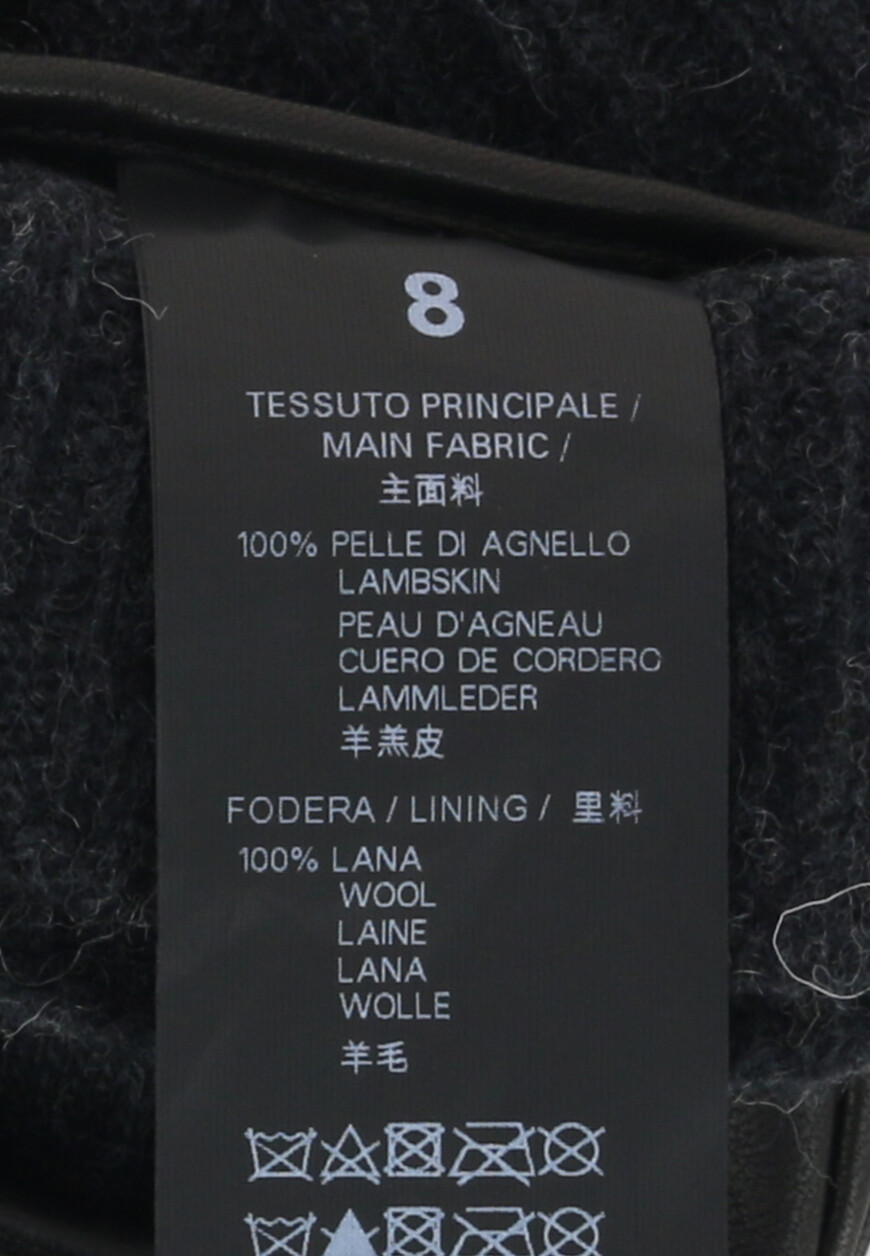 8
TESSUTO PRINCIPALE /
MAIN FABRIC /
主面料
100% PELLE DI AGNELLO
LAMBSKIN
PEAU D'AGNEAU
CUERO DE CORDERO
LAMMLEDER
羊羔皮
FODERA / LINING / 里料
100% LANA
WOOL
LAINE
LANA
WOLLE
羊毛